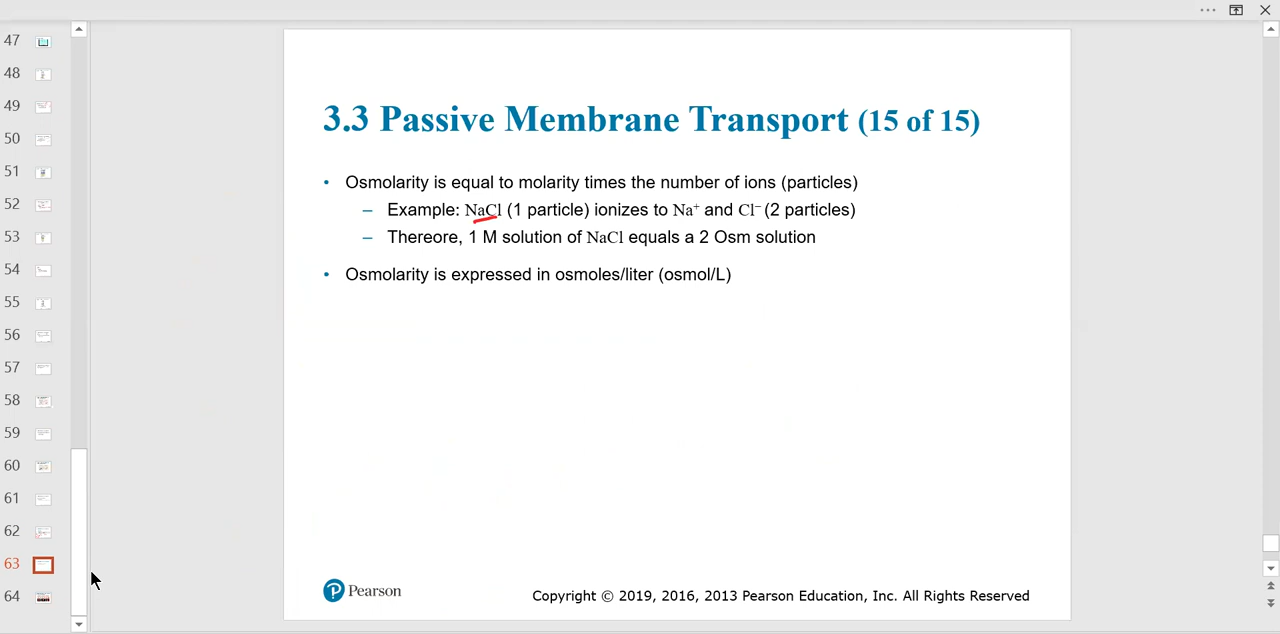 47
48
49
50
51
52
53
54
55
56
57
58
59
60
61
62
63
64
3.3 Passive Membrane Transport (15 of 15)
• Osmolarity is equal to molarity times the number of ions (particles)
– Example: NaCl (1 particle) ionizes to Na⁺ and Cl⁻ (2 particles)
– Thereore, 1 M solution of NaCl equals a 2 Osm solution
• Osmolarity is expressed in osmoles/liter (osmol/L)
P Pearson
Copyright © 2019, 2016, 2013 Pearson Education, Inc. All Rights Reserved